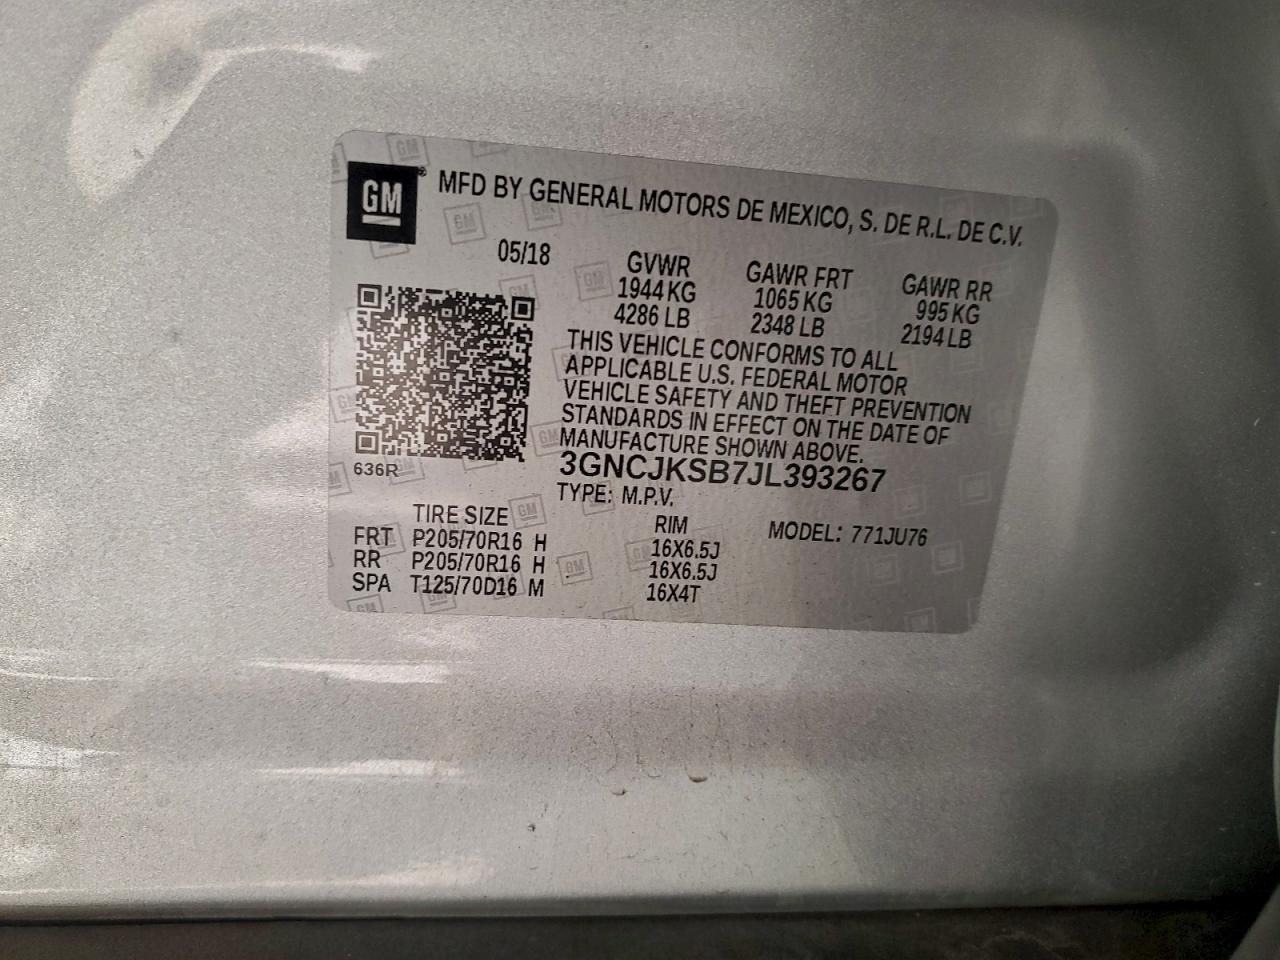 GM® MFD BY GENERAL MOTORS DE MEXICO, S. DE R.L. DE C.V.
05/18 GVWR GAWR FRT GAWR RR
1944 KG 1065 KG 995 KG
4286 LB 2348 LB 2194 LB
THIS VEHICLE CONFORMS TO ALL
APPLICABLE U.S. FEDERAL MOTOR
VEHICLE SAFETY AND THEFT PREVENTION
STANDARDS IN EFFECT ON THE DATE OF
MANUFACTURE SHOWN ABOVE.
636R 3GNCJKSB7JL393267
TYPE: M.P.V.
TIRE SIZE RIM MODEL: 771JU76
FRT P205/70R16 H 16X6.5J
RR P205/70R16 H 16X6.5J
SPA T125/70D16 M 16X4T